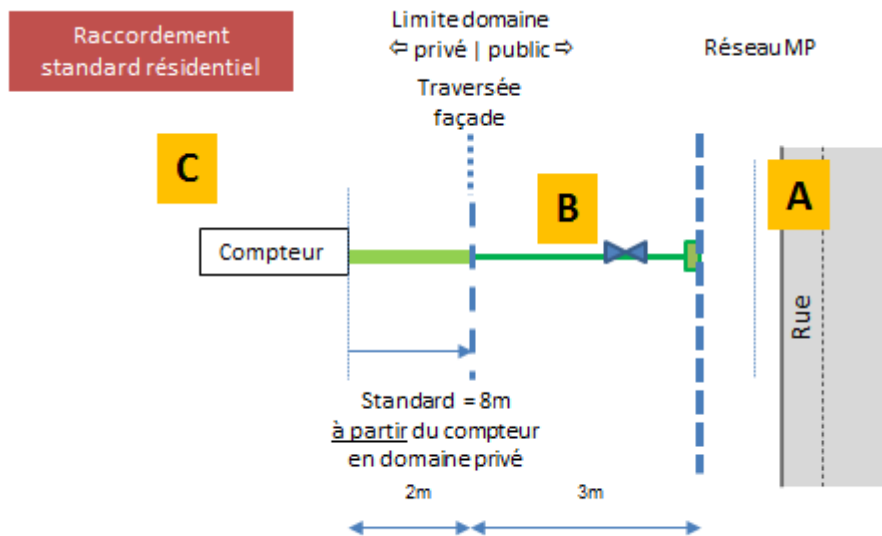 Raccordement
standard résidentiel
Limite domaine
⇦ privé | public ⇨
Réseau MP
Traversée
façade
C
B
A
Compteur
Rue
Standard = 8m
à partir du compteur
en domaine privé
2m
3m